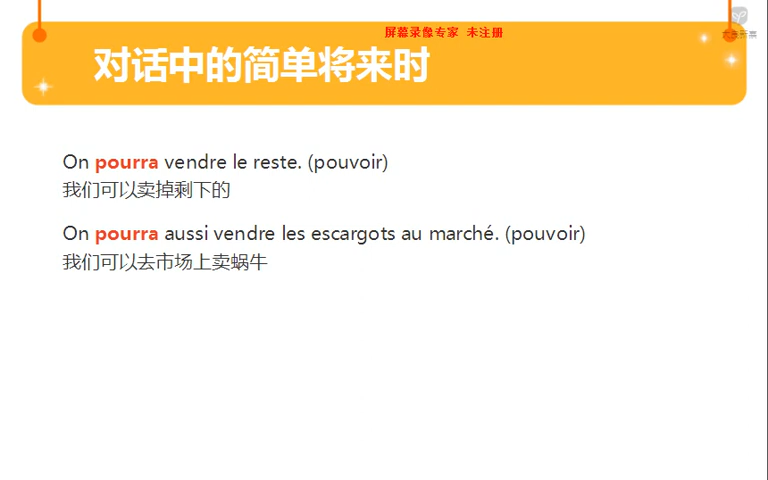 屏幕录像专家 未注册
对话中的简单将来时
On pourra vendre le reste. (pouvoir)
我们可以卖掉剩下的
On pourra aussi vendre les escargots au marché. (pouvoir)
我们可以去市场上卖蜗牛